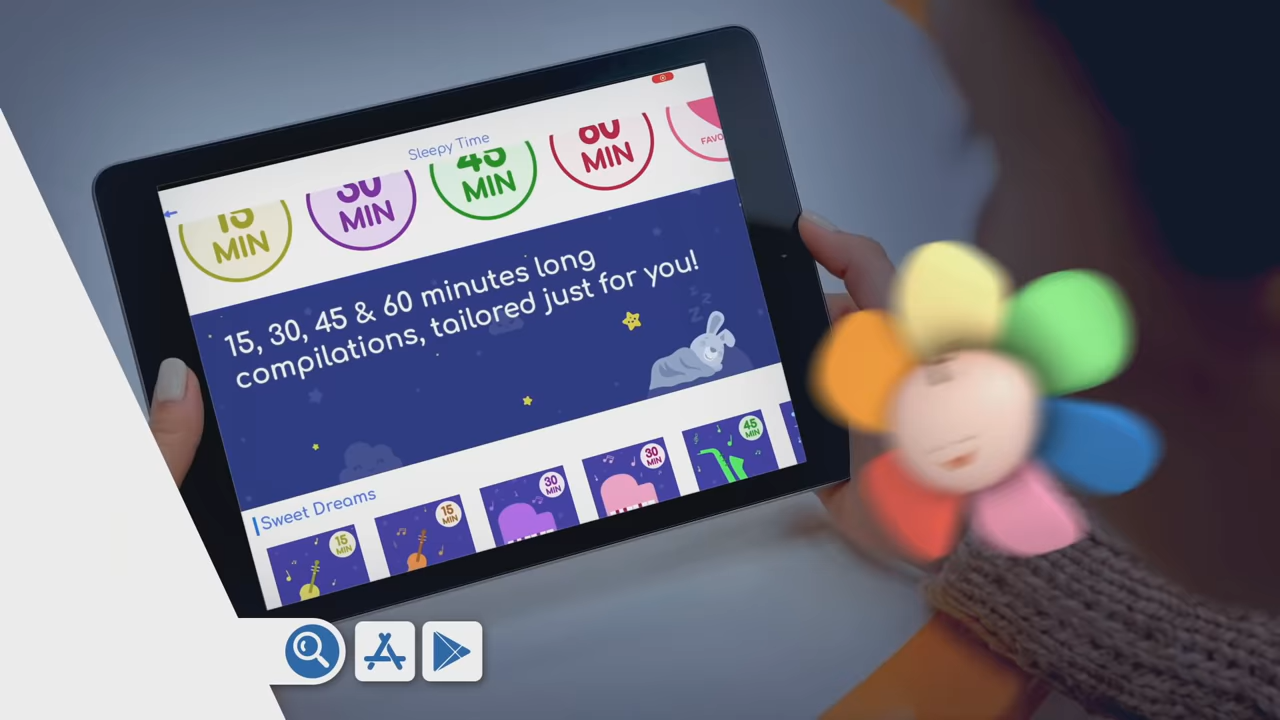 Sleepy Time
15 MIN
30 MIN
45 MIN
60 MIN
FAVO
15, 30, 45 & 60 minutes long
compilations, tailored just for you!
z z z
Sweet Dreams
15 MIN
15 MIN
30 MIN
30 MIN
45 MIN